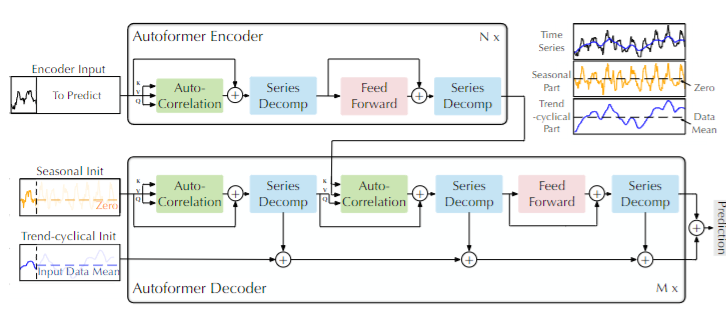 Autoformer Encoder
N x
Time
Series
Seasonal
Part
Zero
Trend
-cyclical
Part
Data
Mean
Encoder Input
To Predict
K
V
Q
Auto-
Correlation
+
Series
Decomp
Feed
Forward
+
Series
Decomp
Seasonal Init
Zero
K
V
Q
Auto-
Correlation
+
Series
Decomp
K
V
Q
Auto-
Correlation
+
Series
Decomp
Feed
Forward
+
Series
Decomp
Trend-cyclical Init
Input Data Mean
+
+
+
+
Prediction
Autoformer Decoder
M x